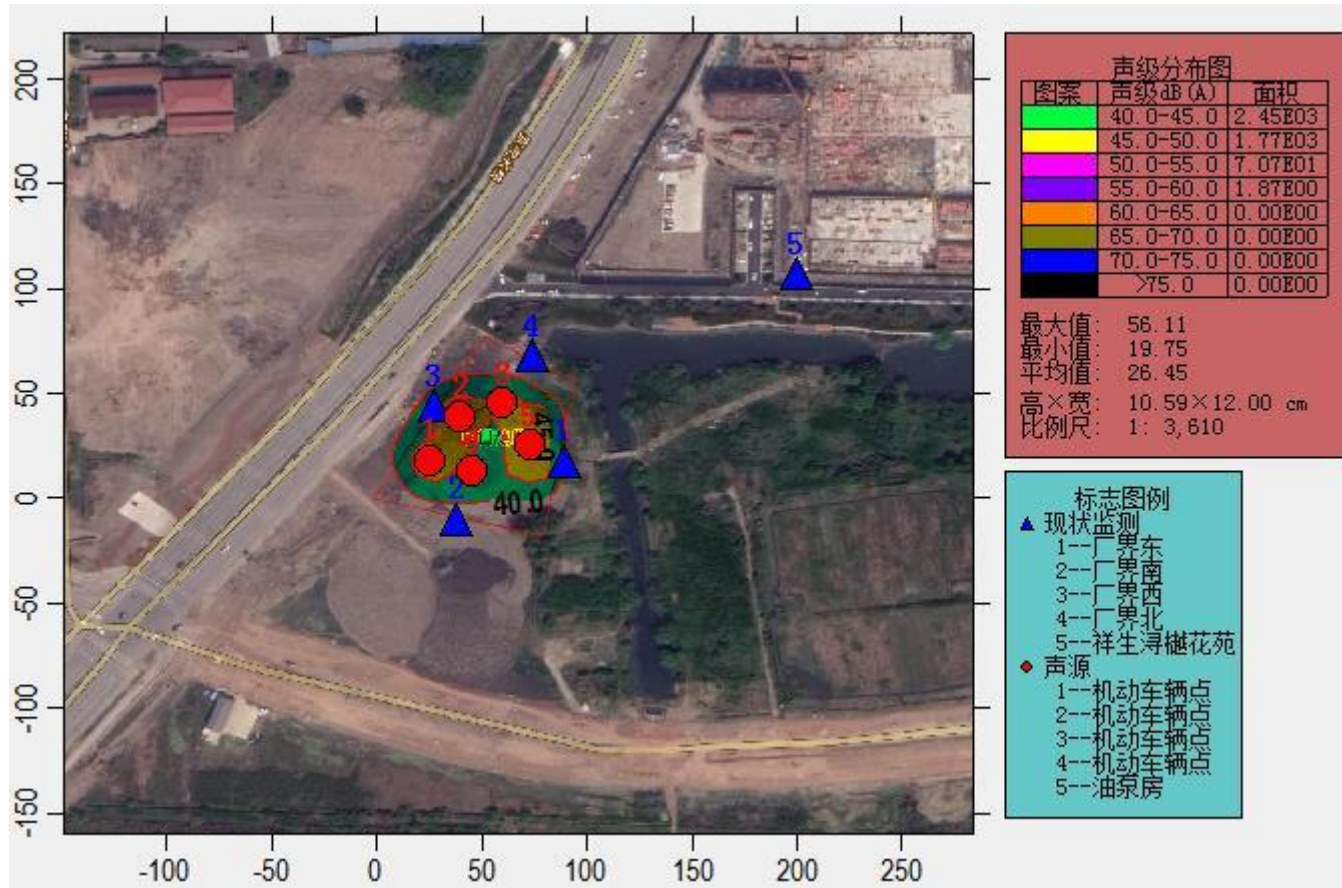 声级分布图
图案 声级dB(A) 面积
40.0-45.0 2.45E03
45.0-50.0 1.77E03
50.0-55.0 7.07E01
55.0-60.0 1.87E00
60.0-65.0 0.00E00
65.0-70.0 0.00E00
70.0-75.0 0.00E00
>75.0 0.00E00
最大值: 56.11
最小值: 19.75
平均值: 26.45
高×宽: 10.59×12.00 cm
比例尺: 1: 3,610
标志图例
现状监测
1--厂界东
2--厂界南
3--厂界西
4--厂界北
5--祥生浔樾花苑
声源
1--机动车辆点
2--机动车辆点
3--机动车辆点
4--机动车辆点
5--油泵房
200
150
100
50
0
-50
-100
-150
-100 -50 0 50 100 150 200 250
5
4
3
2
2
45.0
40.0